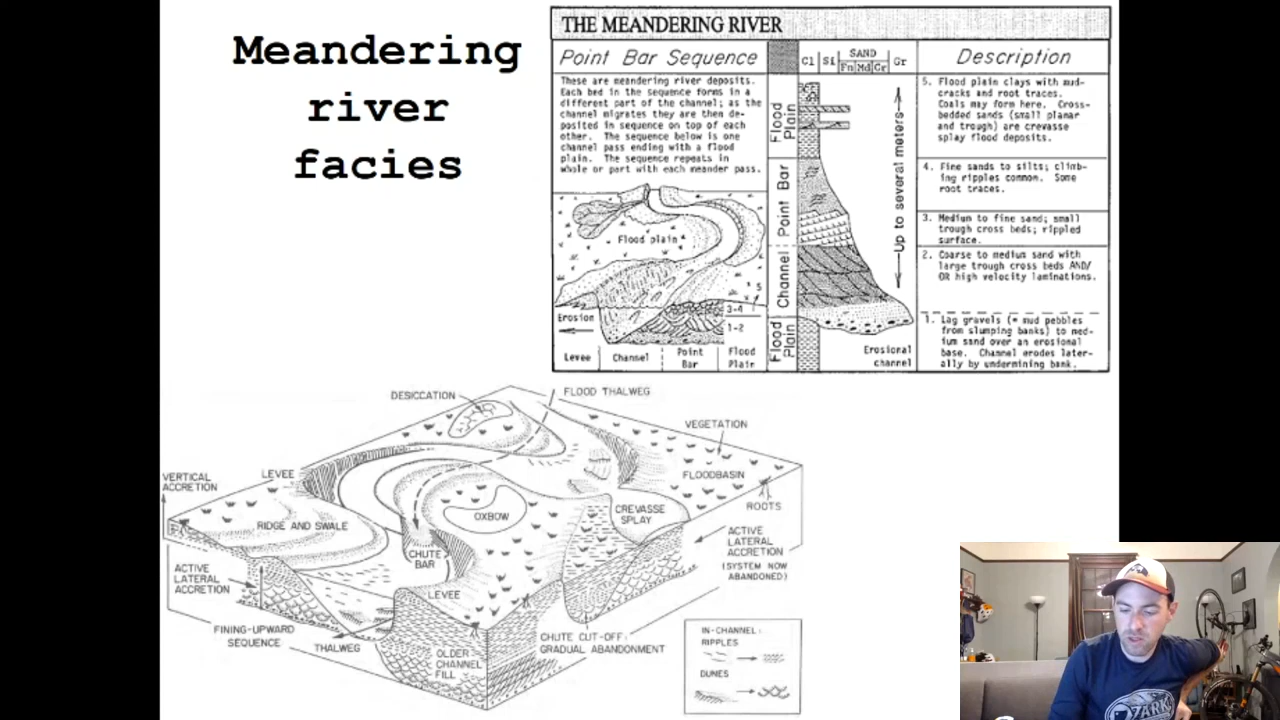 Meandering
river
facies
THE MEANDERING RIVER
Point Bar Sequence
SAND
Cl Si Fn Md Cr Gr
Description
These are meandering river deposits.
Each bed in the sequence forms in a
different part of the channel; as the
channel migrates they are then de-
posited in sequence on top of each
other. The sequence below is one
channel pass ending with a flood
plain. The sequence repeats in
whole or part with each meander pass.
Flood plain
Erosion
S
3-4
1-2
Levee Channel Point Bar Flood Plain
Flood Plain
Point Bar
Channel
Flood Plain
Up to several meters
Erosional
channel
5. Flood plain clays with mud-
cracks and root traces.
Coals may form here. Cross-
bedded sands (small planar
and trough) are crevasse
splay flood deposits.
4. Fine sands to silts; climb-
ing ripples common. Some
root traces.
3. Medium to fine sand; small
trough cross beds; rippled
surface.
2. Coarse to medium sand with
large trough cross beds AND/
OR high velocity laminations.
1. Lag gravels (= mud pebbles
from slumping banks) to med-
ium sand over an erosional
base. Channel erodes later-
ally by undermining bank.
DESICCATION
FLOOD THALWEG
VEGETATION
LEVEE
VERTICAL
ACCRETION
FLOODBASIN
ROOTS
RIDGE AND SWALE
OXBOW
CREVASSE
SPLAY
CHUTE
BAR
ACTIVE
LATERAL
ACCRETION
(SYSTEM NOW
ABANDONED)
ACTIVE
LATERAL
ACCRETION
LEVEE
FINING-UPWARD
SEQUENCE
THALWEG
OLDER
CHANNEL
FILL
CHUTE CUT-OFF:
GRADUAL ABANDONMENT
IN-CHANNEL:
RIPPLES
DUNES
OZARK